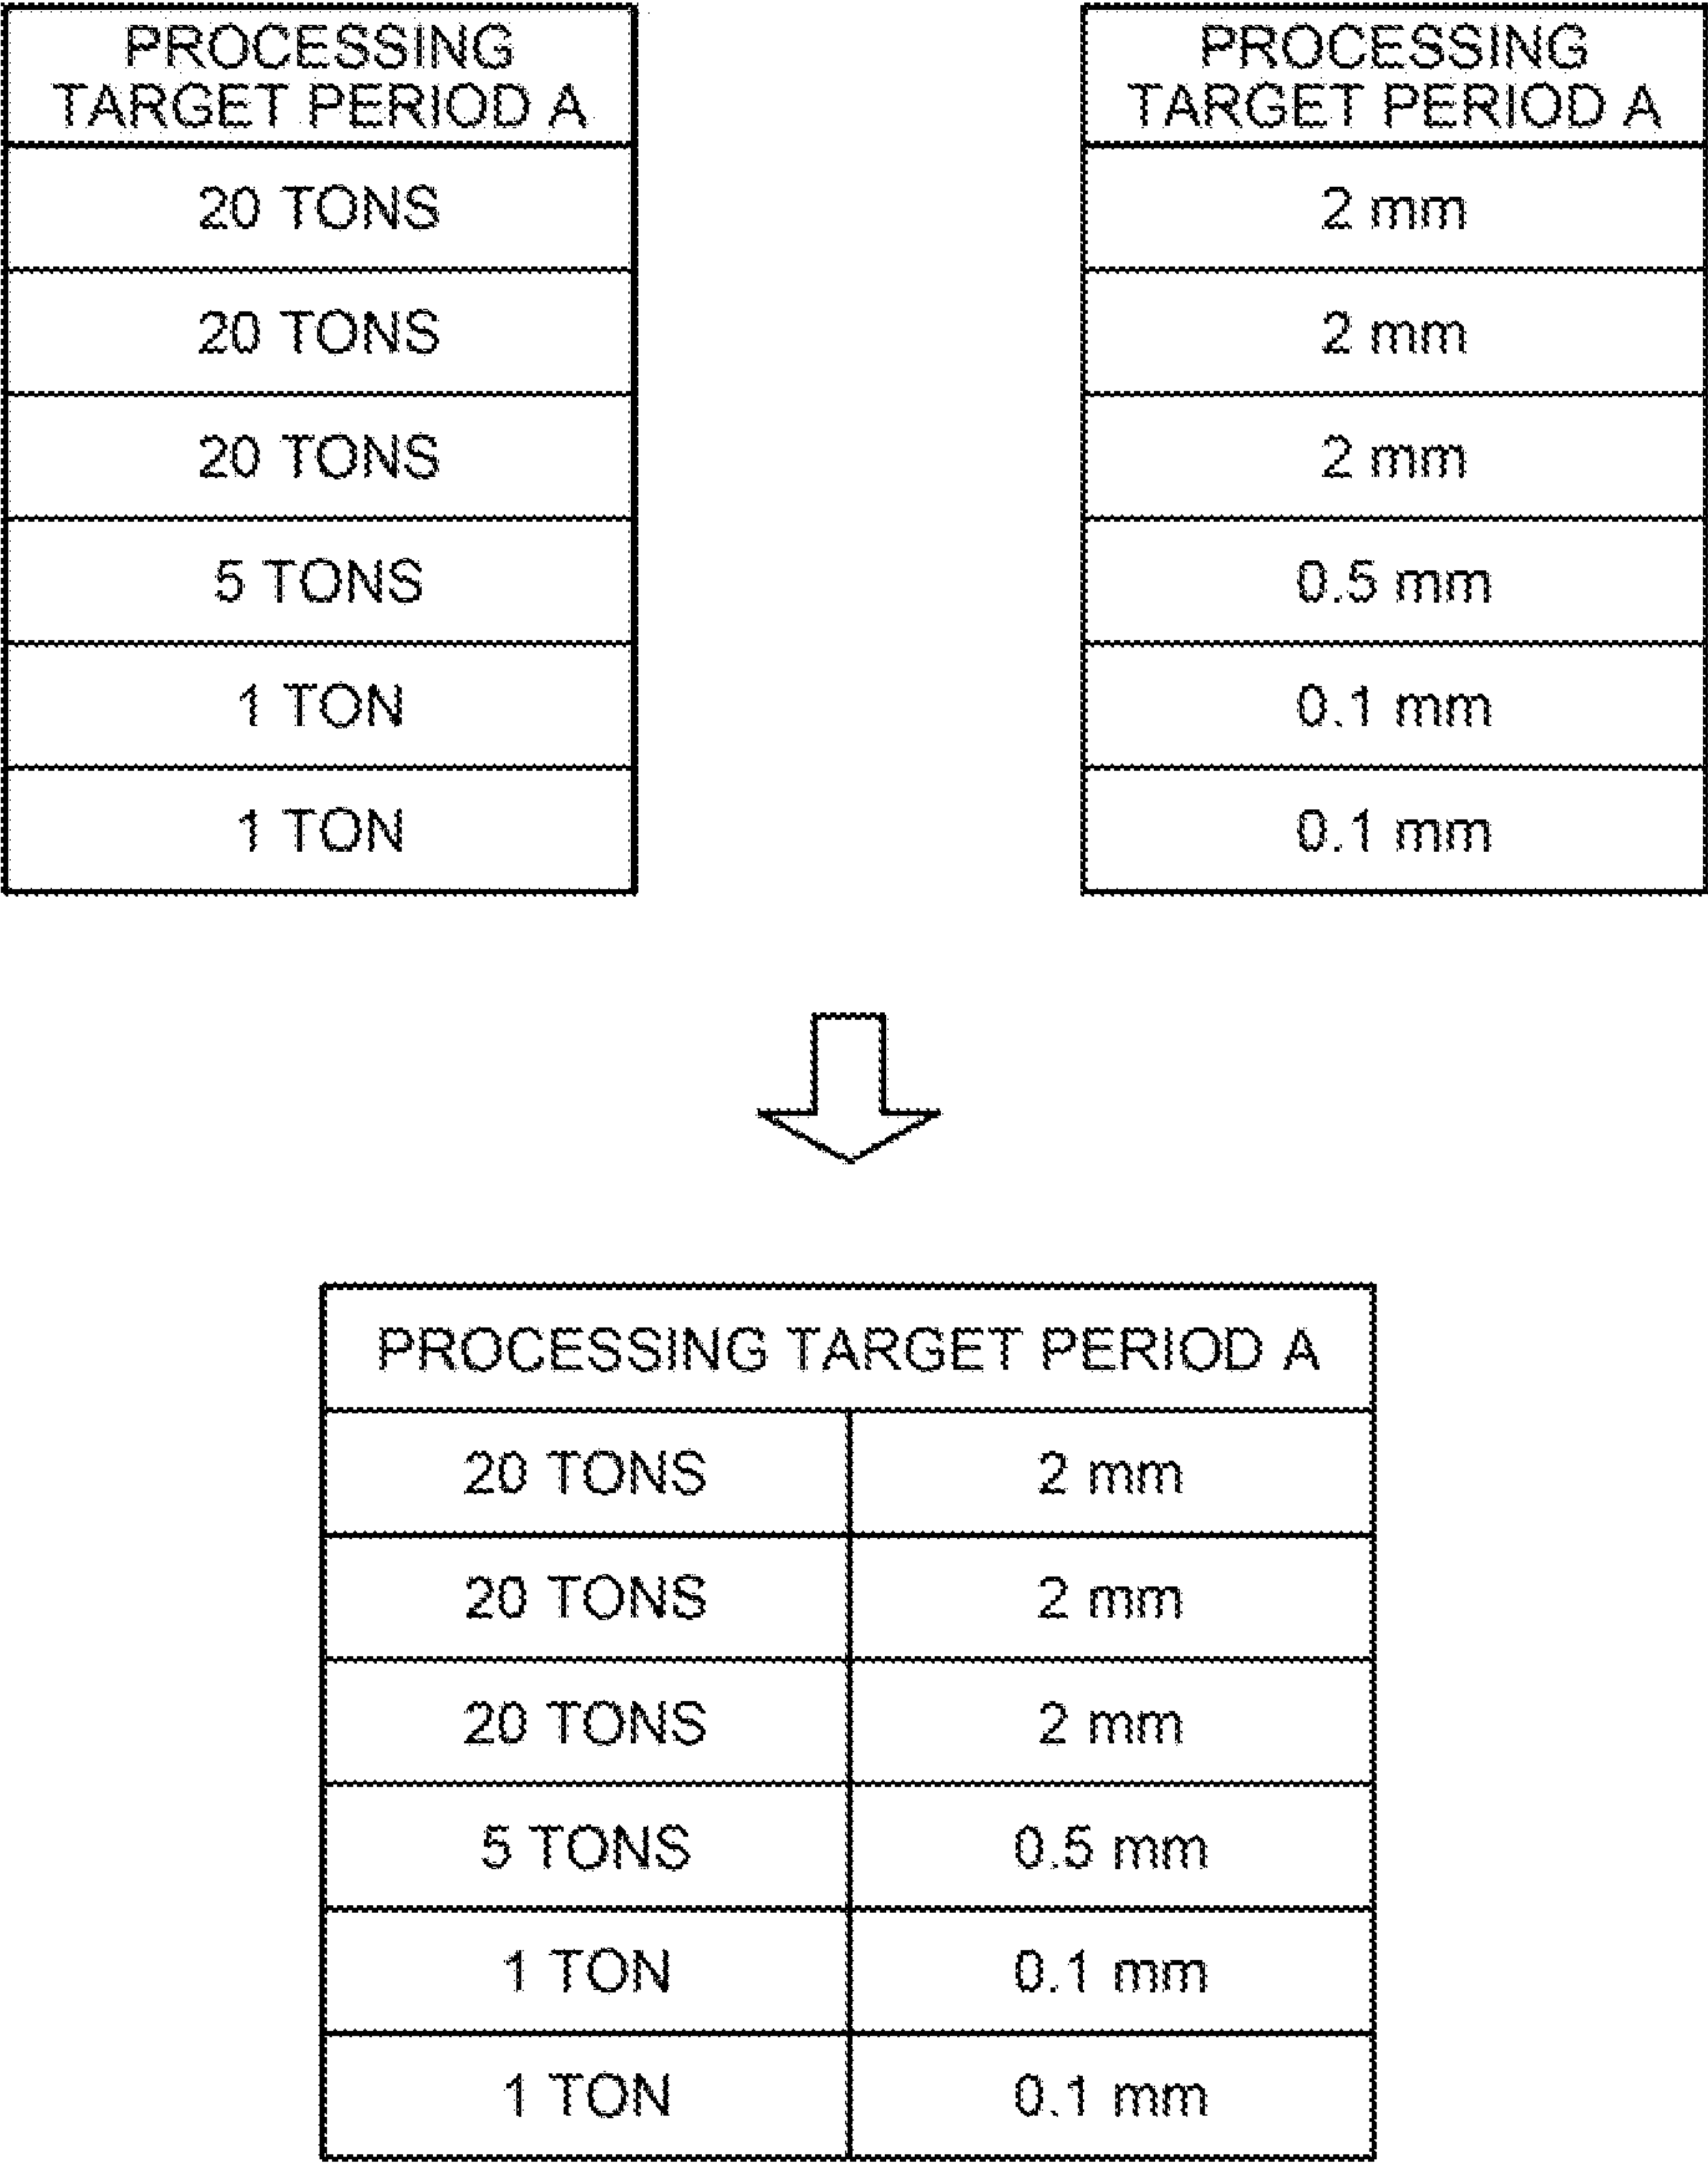 PROCESSING
TARGET PERIOD A
20 TONS
20 TONS
20 TONS
5 TONS
1 TON
1 TON
PROCESSING
TARGET PERIOD A
2 mm
2 mm
2 mm
0.5 mm
0.1 mm
0.1 mm
PROCESSING TARGET PERIOD A
20 TONS 2 mm
20 TONS 2 mm
20 TONS 2 mm
5 TONS 0.5 mm
1 TON 0.1 mm
1 TON 0.1 mm